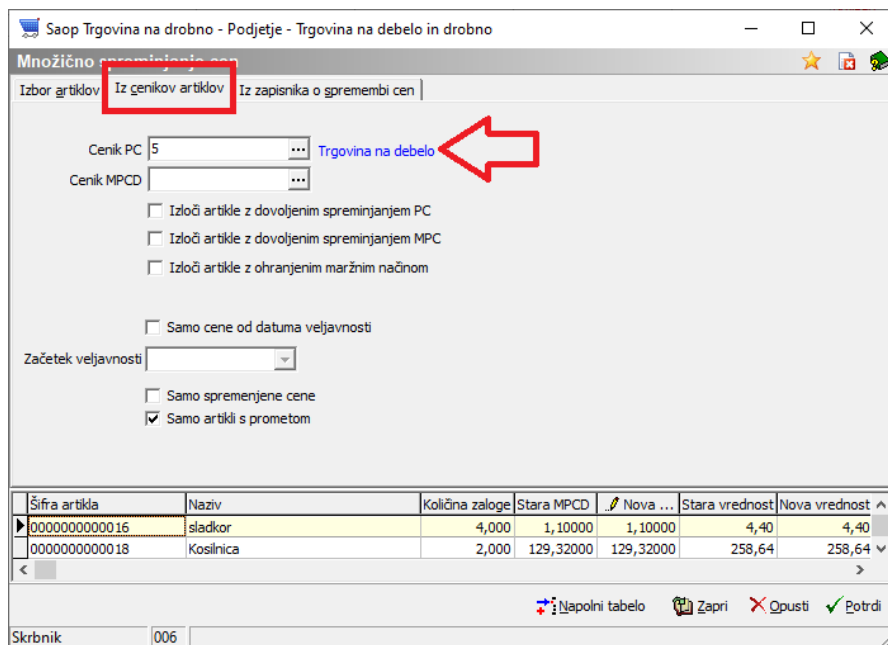 Saop Trgovina na drobno - Podjetje - Trgovina na debelo in drobno
Množično spreminjanje cen
Izbor artiklov Iz cenikov artiklov Iz zapisnika o spremembi cen
Cenik PC 5 ... Trgovina na debelo
Cenik MPCD ...
Izloči artikle z dovoljenim spreminjanjem PC
Izloči artikle z dovoljenim spreminjanjem MPC
Izloči artikle z ohranjenim maržnim načinom
Samo cene od datuma veljavnosti
Začetek veljavnosti
Samo spremenjene cene
Samo artikli s prometom
Šifra artikla Naziv Količina zaloge Stara MPCD Nova ... Stara vrednost Nova vrednost
0000000000016 sladkor 4,000 1,10000 1,10000 4,40 4,40
0000000000018 Kosilnica 2,000 129,32000 129,32000 258,64 258,64
Napolni tabelo Zapri Opusti Potrdi
Skrbnik 006